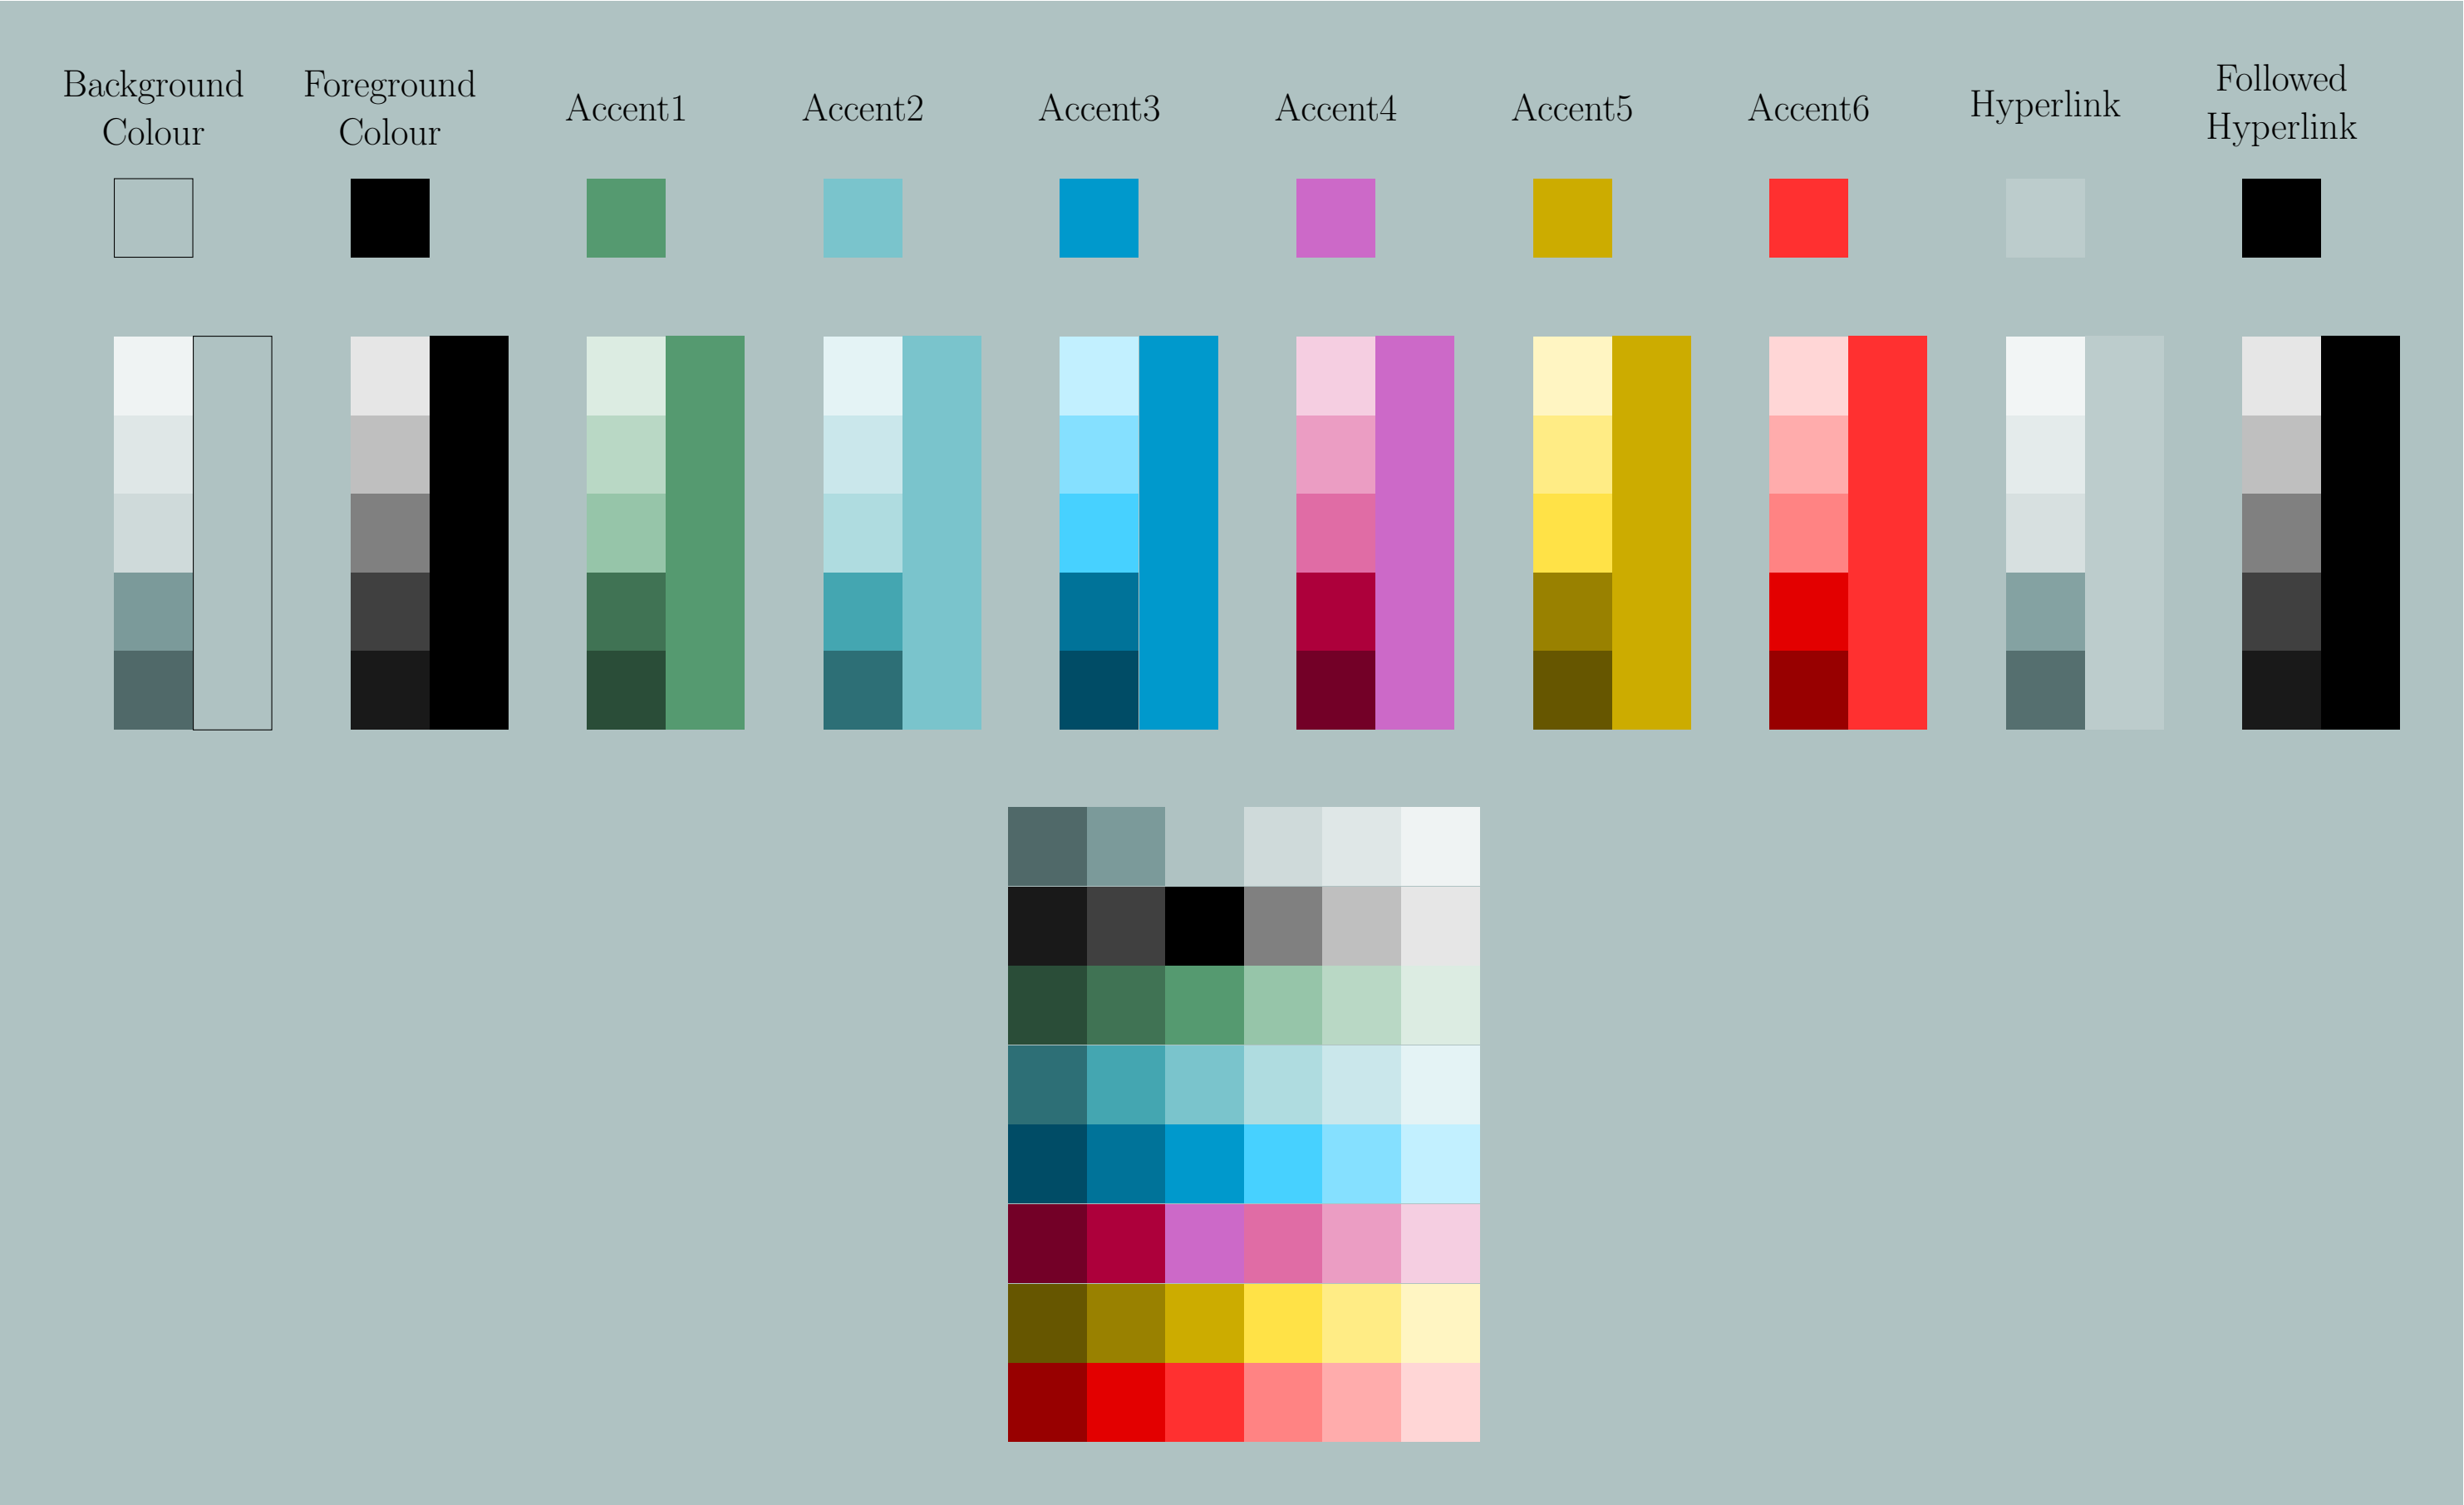 Background
Colour
Foreground
Colour
Accent1
Accent2
Accent3
Accent4
Accent5
Accent6
Hyperlink
Followed
Hyperlink